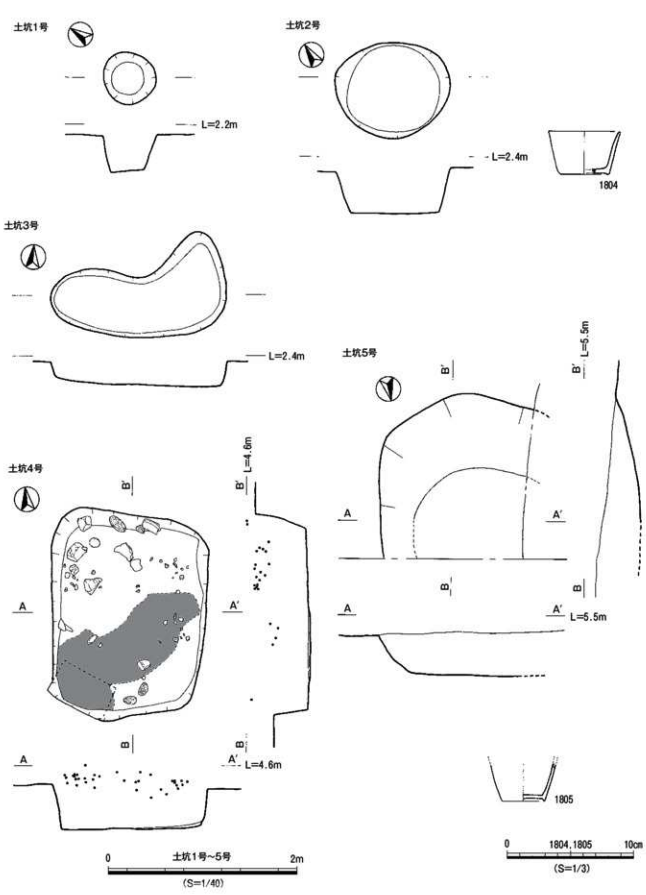 土坑1号
L=2.2m
土坑2号
L=2.4m
1804
土坑3号
L=2.4m
土坑4号
B'
B'
L=4.6m
A
A'
B
B
A
A'
L=4.6m
土坑5号
B'
B'
L=5.5m
A
A'
B'
B
A
A'
L=5.5m
1805
0
土坑1号~5号
2m
(S=1/40)
0
1804,1805
10cm
(S=1/3)